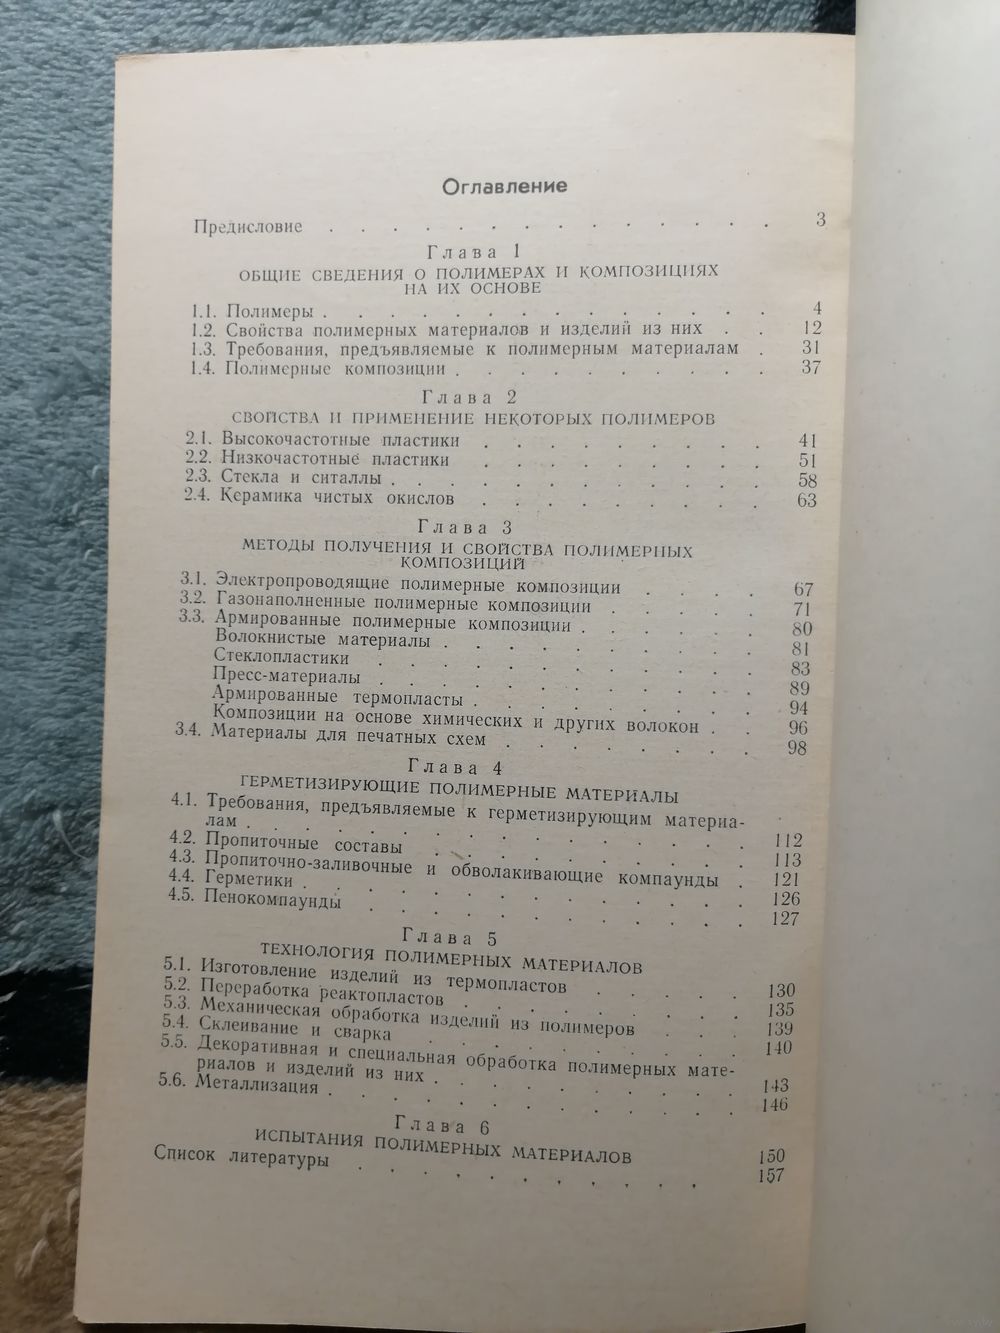 Оглавление
Предисловие . . . . . . . . . . . . . . 3
Глава 1
ОБЩИЕ СВЕДЕНИЯ О ПОЛИМЕРАХ И КОМПОЗИЦИЯХ
НА ИХ ОСНОВЕ
1.1. Полимеры . . . . . . . . . . . . . 4
1.2. Свойства полимерных материалов и изделий из них . . 12
1.3. Требования, предъявляемые к полимерным материалам . 31
1.4. Полимерные композиции . . . . . . . . . 37
Глава 2
СВОЙСТВА И ПРИМЕНЕНИЕ НЕКОТОРЫХ ПОЛИМЕРОВ
2.1. Высокочастотные пластики . . . . . . . . 41
2.2. Низкочастотные пластики . . . . . . . . 51
2.3. Стекла и ситаллы . . . . . . . . . . . 58
2.4. Керамика чистых окислов . . . . . . . . 63
Глава 3
МЕТОДЫ ПОЛУЧЕНИЯ И СВОЙСТВА ПОЛИМЕРНЫХ
КОМПОЗИЦИЙ
3.1. Электропроводящие полимерные композиции . . . . 67
3.2. Газонаполненные полимерные композиции . . . . . 71
3.3. Армированные полимерные композиции . . . . . 80
Волокнистые материалы . . . . . . . . . 81
Стеклопластики . . . . . . . . . . . 83
Пресс-материалы . . . . . . . . . . . 89
Армированные термопласты . . . . . . . . 94
Композиции на основе химических и других волокон . . 96
3.4. Материалы для печатных схем . . . . . . . . 98
Глава 4
ГЕРМЕТИЗИРУЮЩИЕ ПОЛИМЕРНЫЕ МАТЕРИАЛЫ
4.1. Требования, предъявляемые к герметизирующим материа-
лам . . . . . . . . . . . . . . . 112
4.2. Пропиточные составы . . . . . . . . . . 113
4.3. Пропиточно-заливочные и обволакивающие компаунды . 121
4.4. Герметики . . . . . . . . . . . . . 126
4.5. Пенокомпаунды . . . . . . . . . . . 127
Глава 5
ТЕХНОЛОГИЯ ПОЛИМЕРНЫХ МАТЕРИАЛОВ
5.1. Изготовление изделий из термопластов . . . . . 130
5.2. Переработка реактопластов . . . . . . . . 135
5.3. Механическая обработка изделий из полимеров . . . 139
5.4. Склеивание и сварка . . . . . . . . . . 140
5.5. Декоративная и специальная обработка полимерных мате-
риалов и изделий из них . . . . . . . . . 143
5.6. Металлизация . . . . . . . . . . . . 146
Глава 6
ИСПЫТАНИЯ ПОЛИМЕРНЫХ МАТЕРИАЛОВ 150
Список литературы . . . . . . . . . . . 157